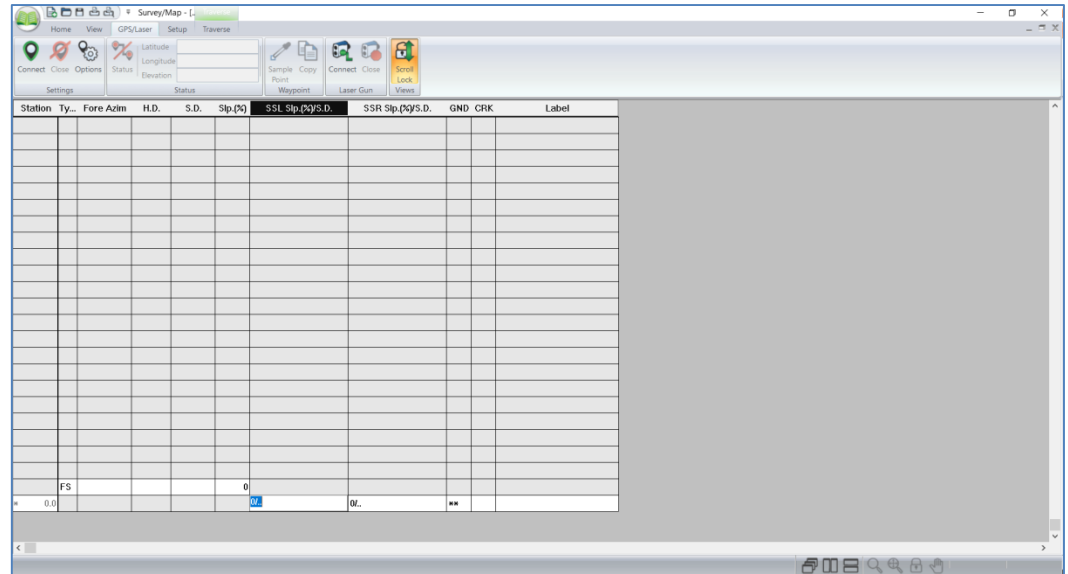 Survey/Map - [..
Home View GPS/Laser Setup Traverse
Connect Close Options Status Latitude Longitude Elevation Sample Point Copy Connect Close Scroll Lock
Settings Status Waypoint Laser Gun Views
Station Ty... Fore Azim H.D. S.D. Slp.(%) SSL Slp.(%)/S.D. SSR Slp.(%)/S.D. GND CRK Label
FS 0
* 0.0 0/.. 0/.. **